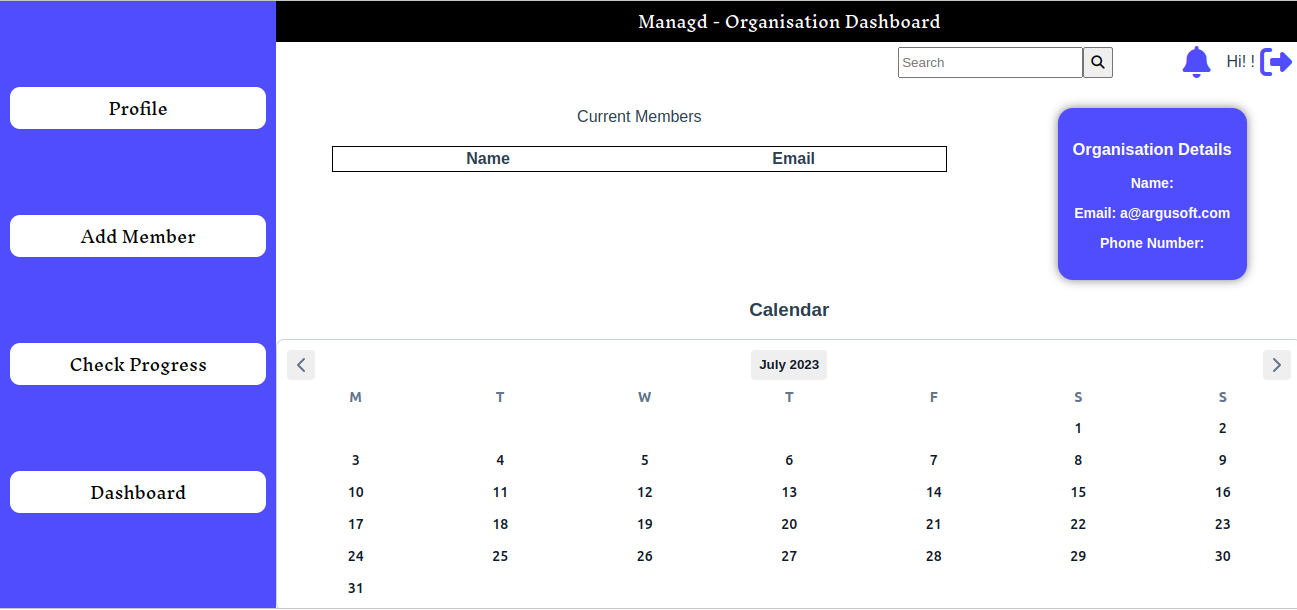 Managd - Organisation Dashboard
Search
Hi! !
Profile
Add Member
Check Progress
Dashboard
Current Members
Name Email
Organisation Details
Name:
Email: a@argusoft.com
Phone Number:
Calendar
July 2023
M T W T F S S
1 2
3 4 5 6 7 8 9
10 11 12 13 14 15 16
17 18 19 20 21 22 23
24 25 26 27 28 29 30
31